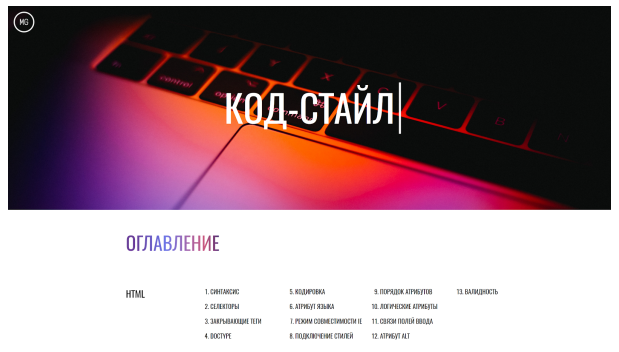 MG
control
КОД-СТАЙЛ
ОГЛАВЛЕНИЕ
HTML
1. СИНТАКСИС
2. СЕЛЕКТОРЫ
3. ЗАКРЫВАЮЩИЕ ТЕГИ
4. DOCTYPE
5. КОДИРОВКА
6. АТРИБУТ ЯЗЫКА
7. РЕЖИМ СОВМЕСТИМОСТИ IE
8. ПОДКЛЮЧЕНИЕ СТИЛЕЙ
9. ПОРЯДОК АТРИБУТОВ
10. ЛОГИЧЕСКИЕ АТРИБУТЫ
11. СВЯЗИ ПОЛЕЙ ВВОДА
12. АТРИБУТ ALT
13. ВАЛИДНОСТЬ